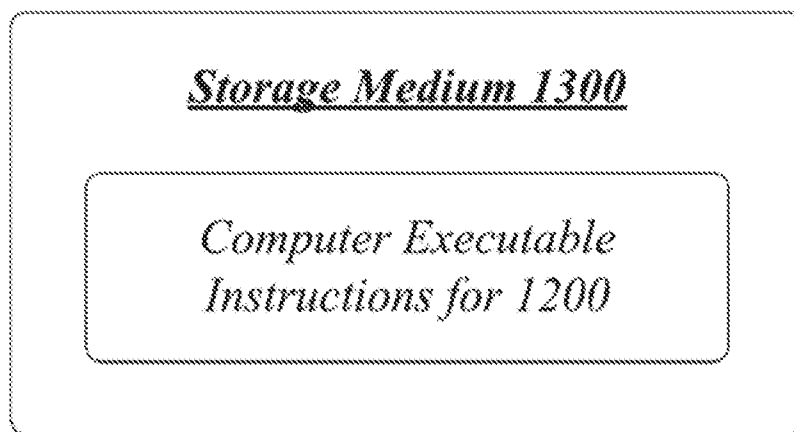 Storage Medium 1300
Computer Executable
Instructions for 1200